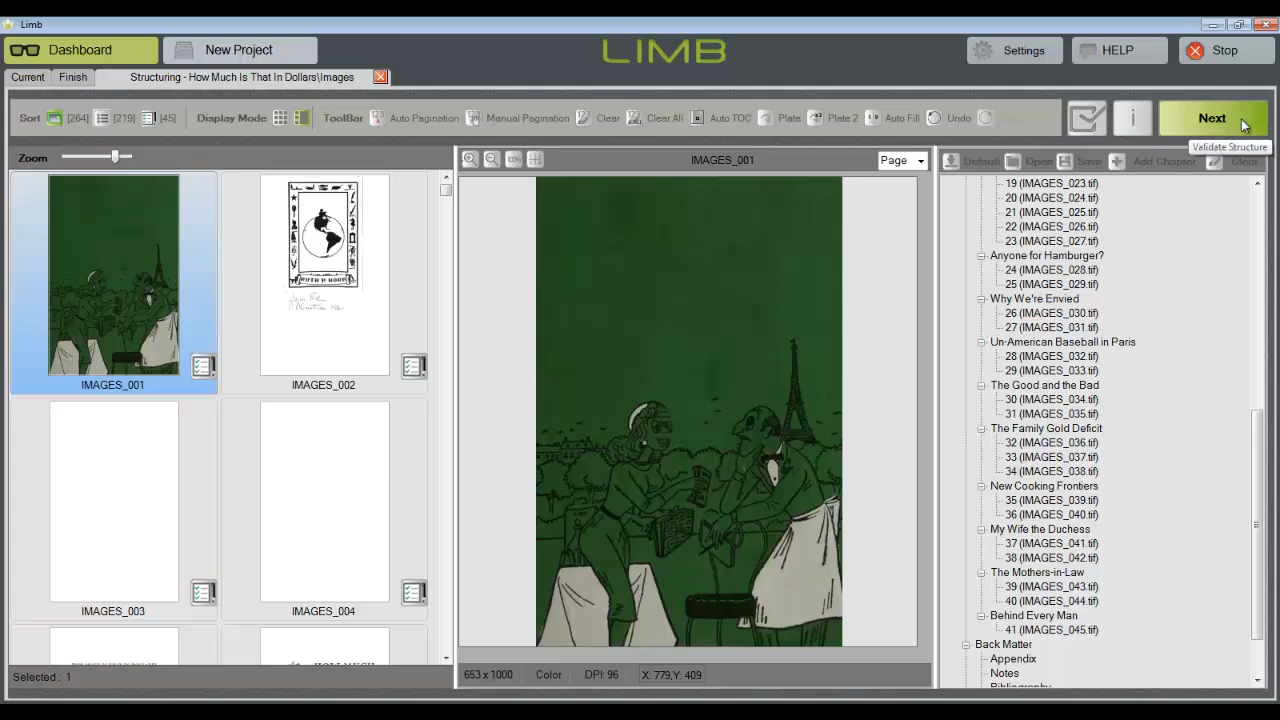 Limb
Dashboard
New Project
LIMB
Settings
HELP
Stop
Current
Finish
Structuring - How Much Is That In Dollars\Images
Sort [264] [219] [45] Display Mode ToolBar Auto Pagination Manual Pagination Clear Clear All Auto TOC Plate Plate 2 Auto Fill Undo
Next
Validate Structure
Zoom
IMAGES_001
Page
Default Open Save Add Chapter Clear
IMAGES_001
IMAGES_002
IMAGES_003
IMAGES_004
19 (IMAGES_023.tif)
20 (IMAGES_024.tif)
21 (IMAGES_025.tif)
22 (IMAGES_026.tif)
23 (IMAGES_027.tif)
Anyone for Hamburger?
24 (IMAGES_028.tif)
25 (IMAGES_029.tif)
Why We're Envied
26 (IMAGES_030.tif)
27 (IMAGES_031.tif)
Un-American Baseball in Paris
28 (IMAGES_032.tif)
29 (IMAGES_033.tif)
The Good and the Bad
30 (IMAGES_034.tif)
31 (IMAGES_035.tif)
The Family Gold Deficit
32 (IMAGES_036.tif)
33 (IMAGES_037.tif)
34 (IMAGES_038.tif)
New Cooking Frontiers
35 (IMAGES_039.tif)
36 (IMAGES_040.tif)
My Wife the Duchess
37 (IMAGES_041.tif)
38 (IMAGES_042.tif)
The Mothers-in-Law
39 (IMAGES_043.tif)
40 (IMAGES_044.tif)
Behind Every Man
41 (IMAGES_045.tif)
Back Matter
Appendix
Notes
Bibliography
Selected : 1
653 x 1000 Color DPI: 96 X: 779,Y: 409